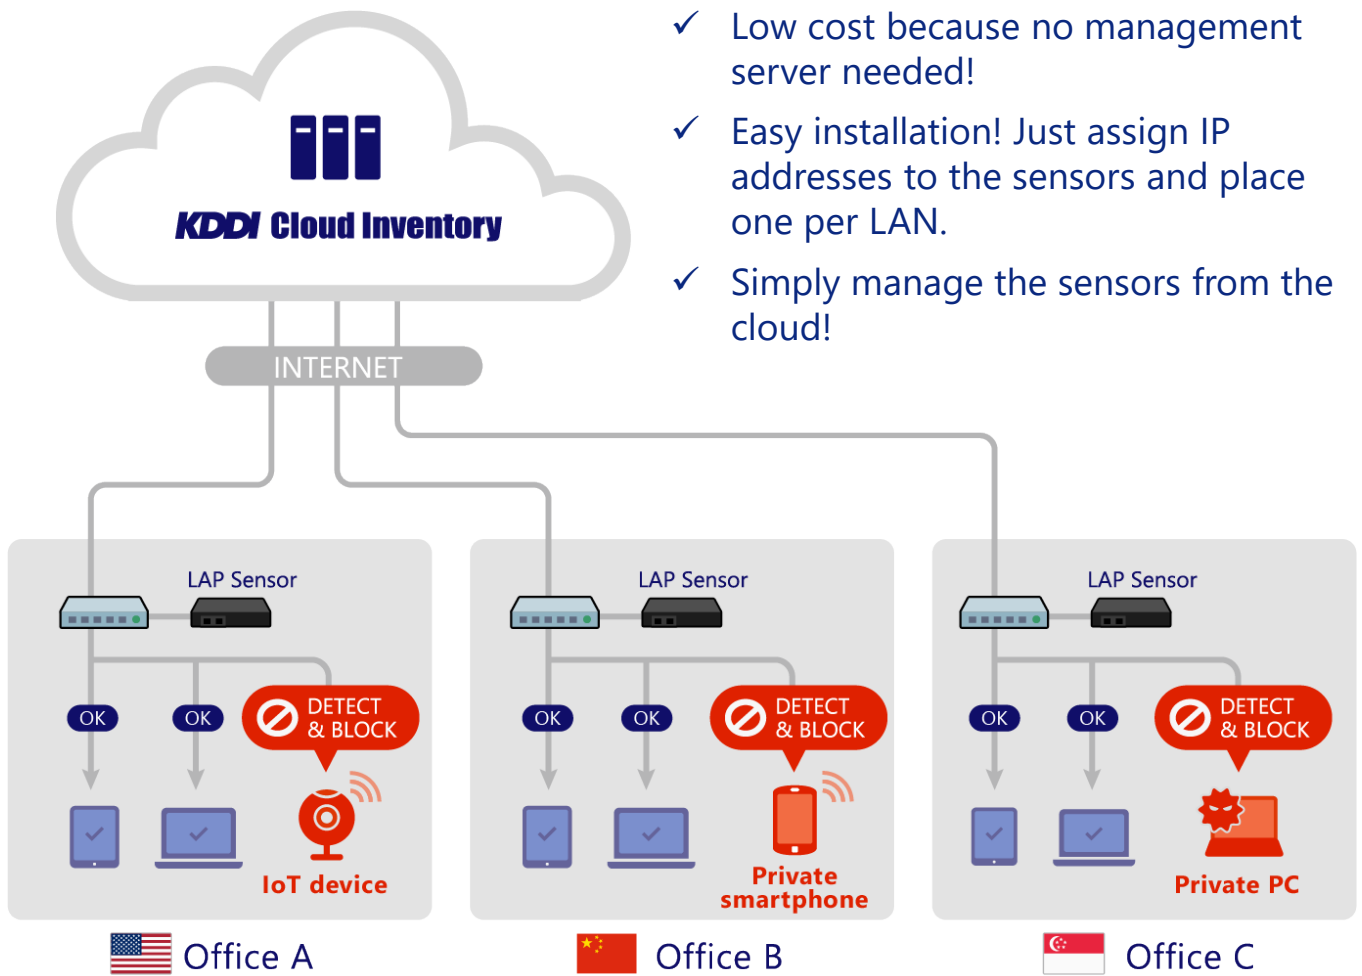 ✓ Low cost because no management
server needed!
✓ Easy installation! Just assign IP
addresses to the sensors and place
one per LAN.
✓ Simply manage the sensors from the
cloud!
KDDI Cloud Inventory
INTERNET
LAP Sensor
OK
OK
DETECT
& BLOCK
IoT device
Office A
LAP Sensor
OK
OK
DETECT
& BLOCK
Private
smartphone
Office B
LAP Sensor
OK
OK
DETECT
& BLOCK
Private PC
Office C